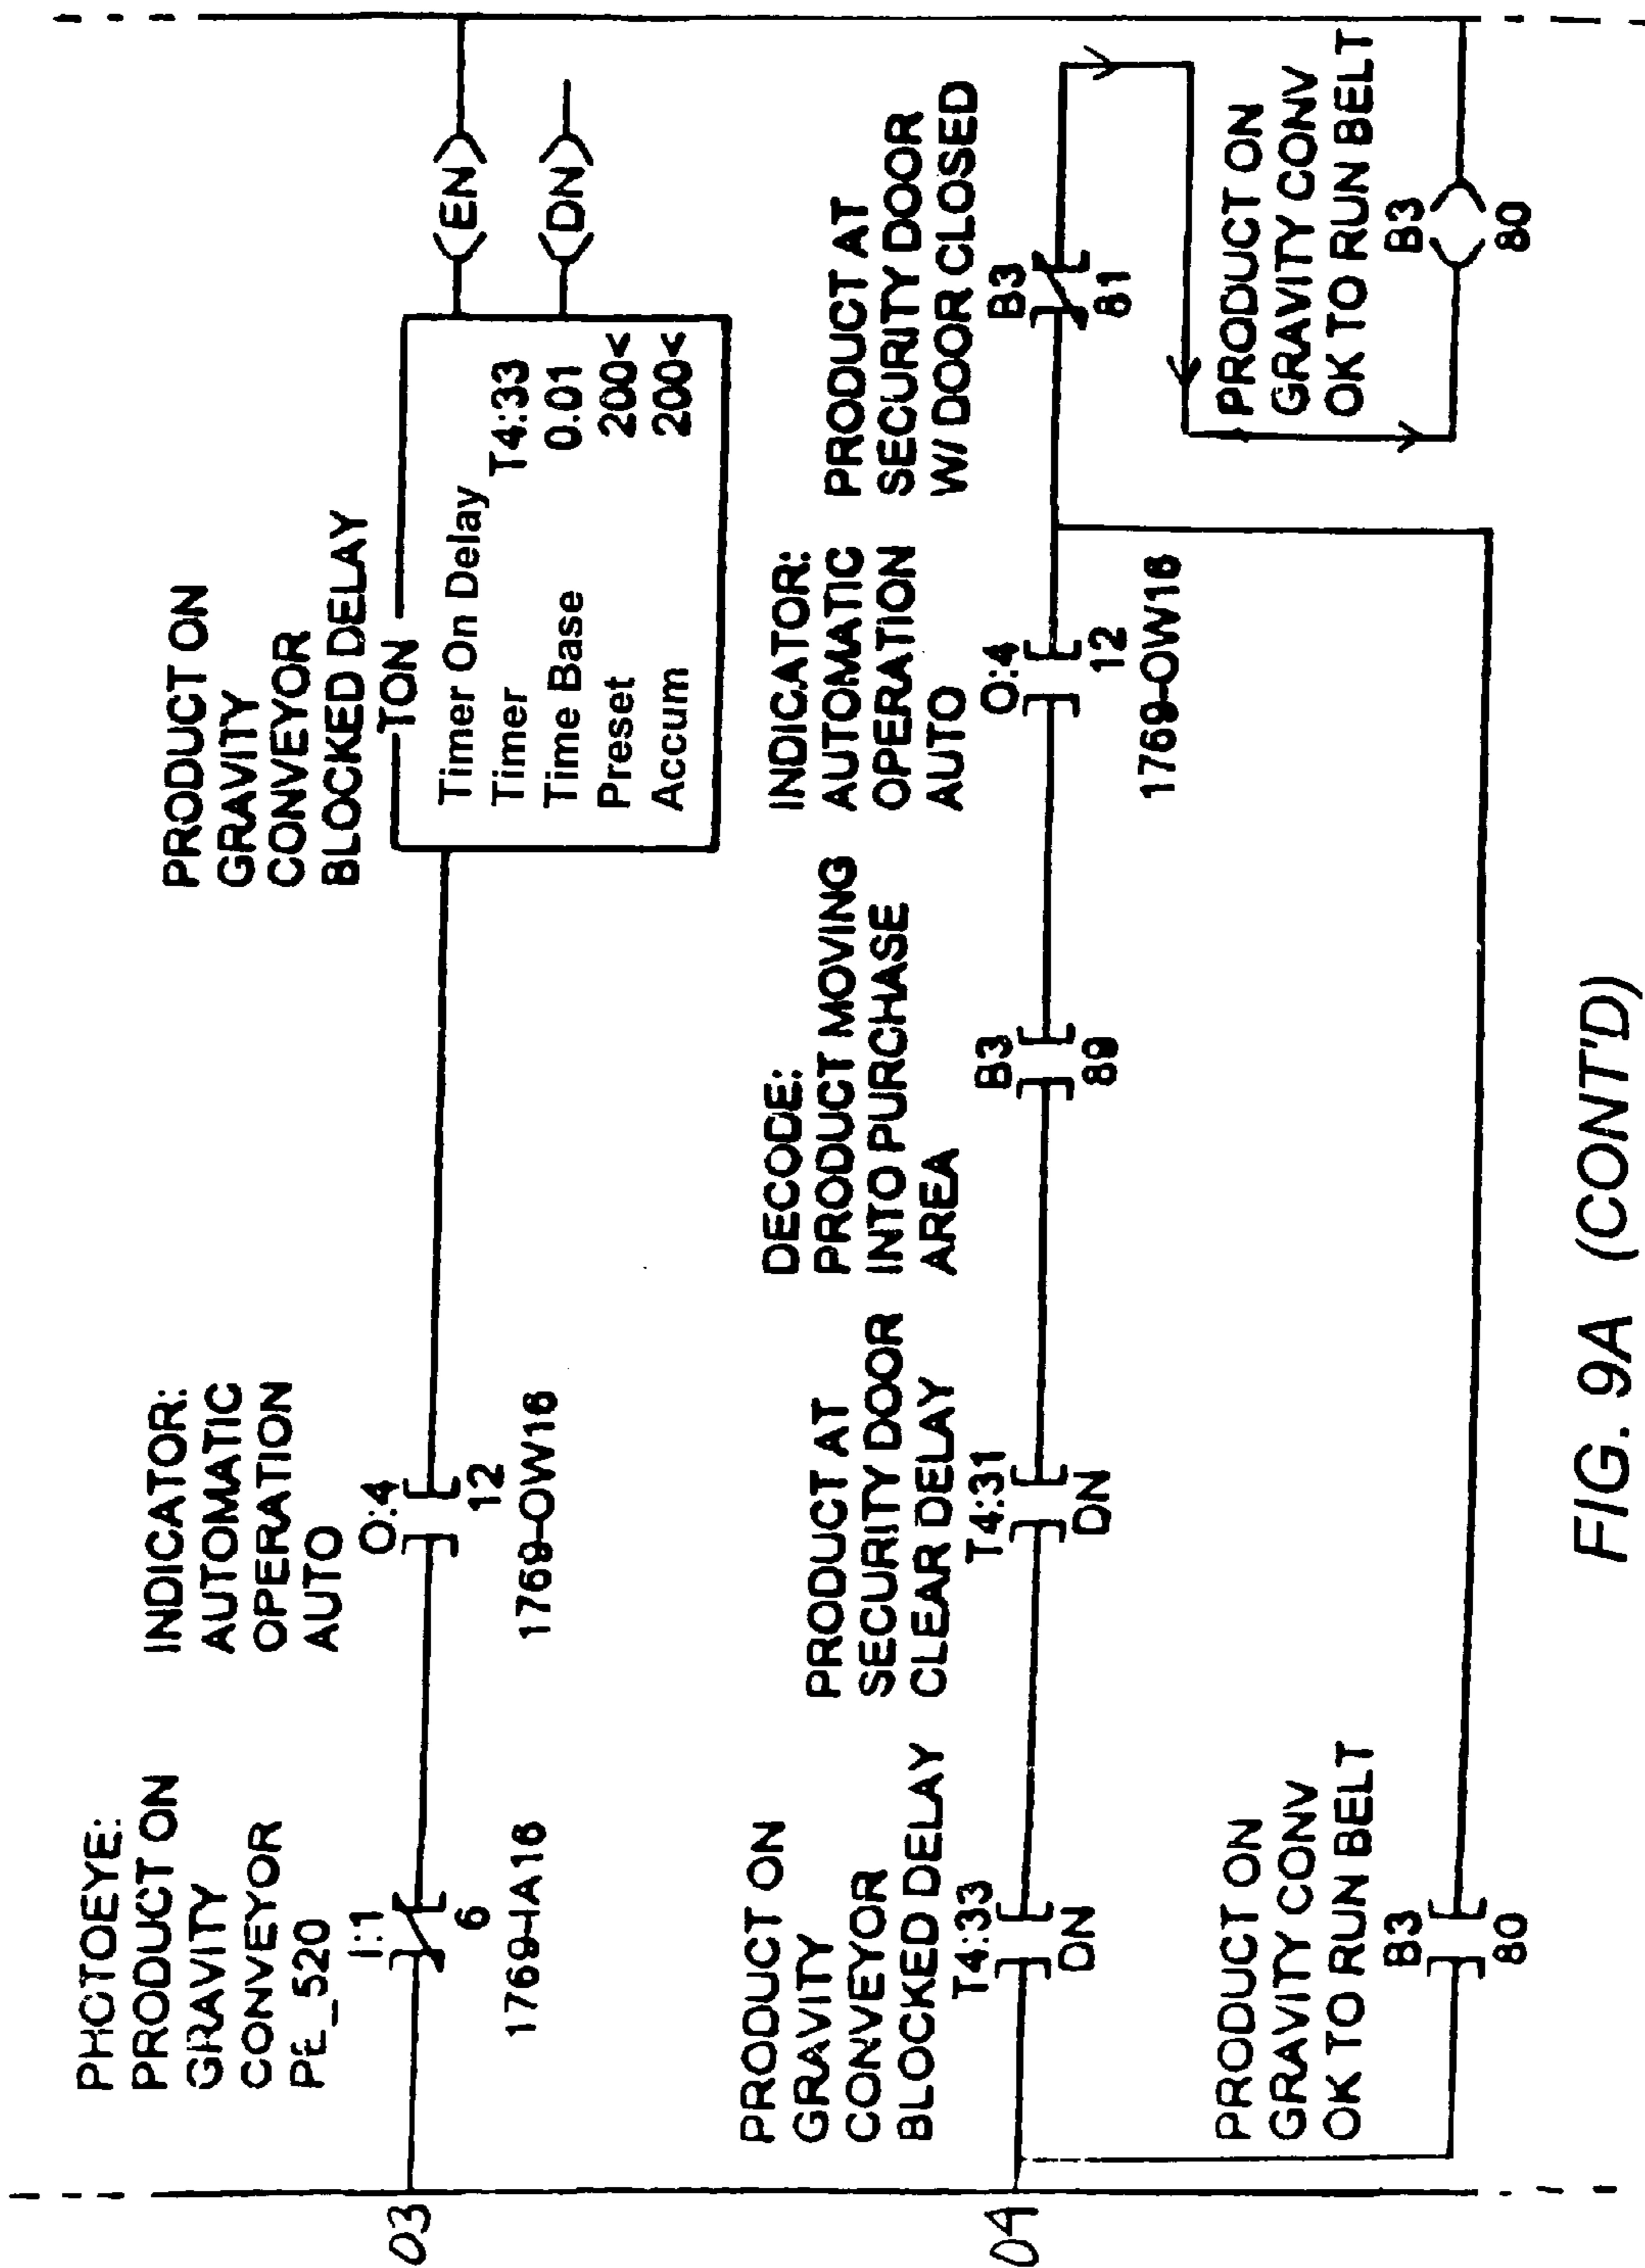 03
PHOTOEYE:
PRODUCT ON
GRAVITY
CONVEYOR
PE_520
I:1
6
1769-IA16
INDICATOR:
AUTOMATIC
OPERATION
AUTO
O:4
12
1769-OW16
PRODUCT ON
GRAVITY
CONVEYOR
BLOCKED DELAY
TON
Timer On Delay
Timer T4:33
Time Base 0.01
Preset 200<
Accum 200<
EN
DN
04
PRODUCT ON
GRAVITY
CONVEYOR
BLOCKED DELAY
T4:33
DN
PRODUCT AT
SECURITY DOOR
CLEAR DELAY
T4:31
DN
DECODE:
PRODUCT MOVING
INTO PURCHASE
AREA
B3
89
INDICATOR:
AUTOMATIC
OPERATION
AUTO
O:4
12
1769-OW16
PRODUCT AT
SECURITY DOOR
W/ DOOR CLOSED
B3
81
PRODUCT ON
GRAVITY CONV
OK TO RUN BELT
B3
80
PRODUCT ON
GRAVITY CONV
OK TO RUN BELT
B3
80
FIG. 9A (CONT'D)